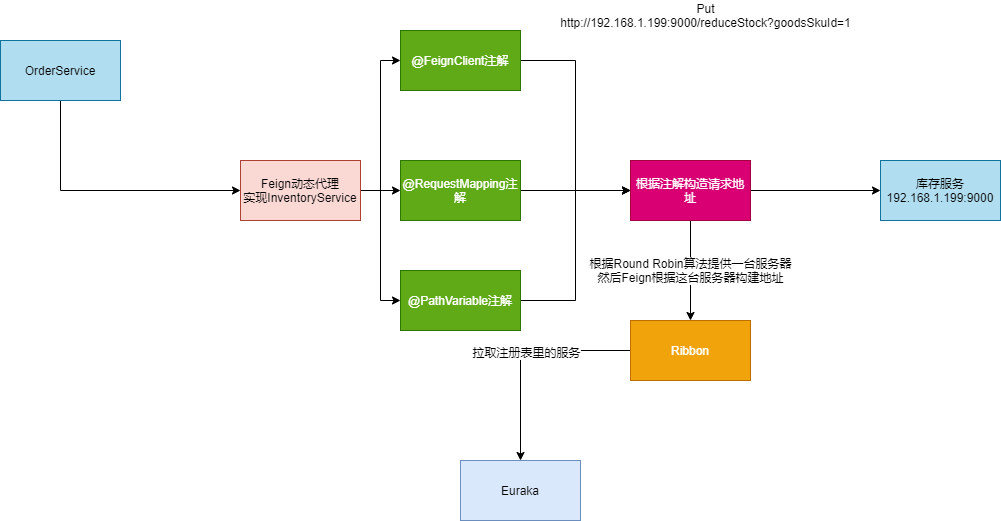 Put
http://192.168.1.199:9000/reduceStock?goodsSkuId=1
OrderService
@FeignClient注解
Feign动态代理
实现InventoryService
@RequestMapping注
解
根据注解构造请求地
址
库存服务
192.168.1.199:9000
根据Round Robin算法提供一台服务器
然后Feign根据这台服务器构建地址
@PathVariable注解
拉取注册表里的服务
Ribbon
Euraka